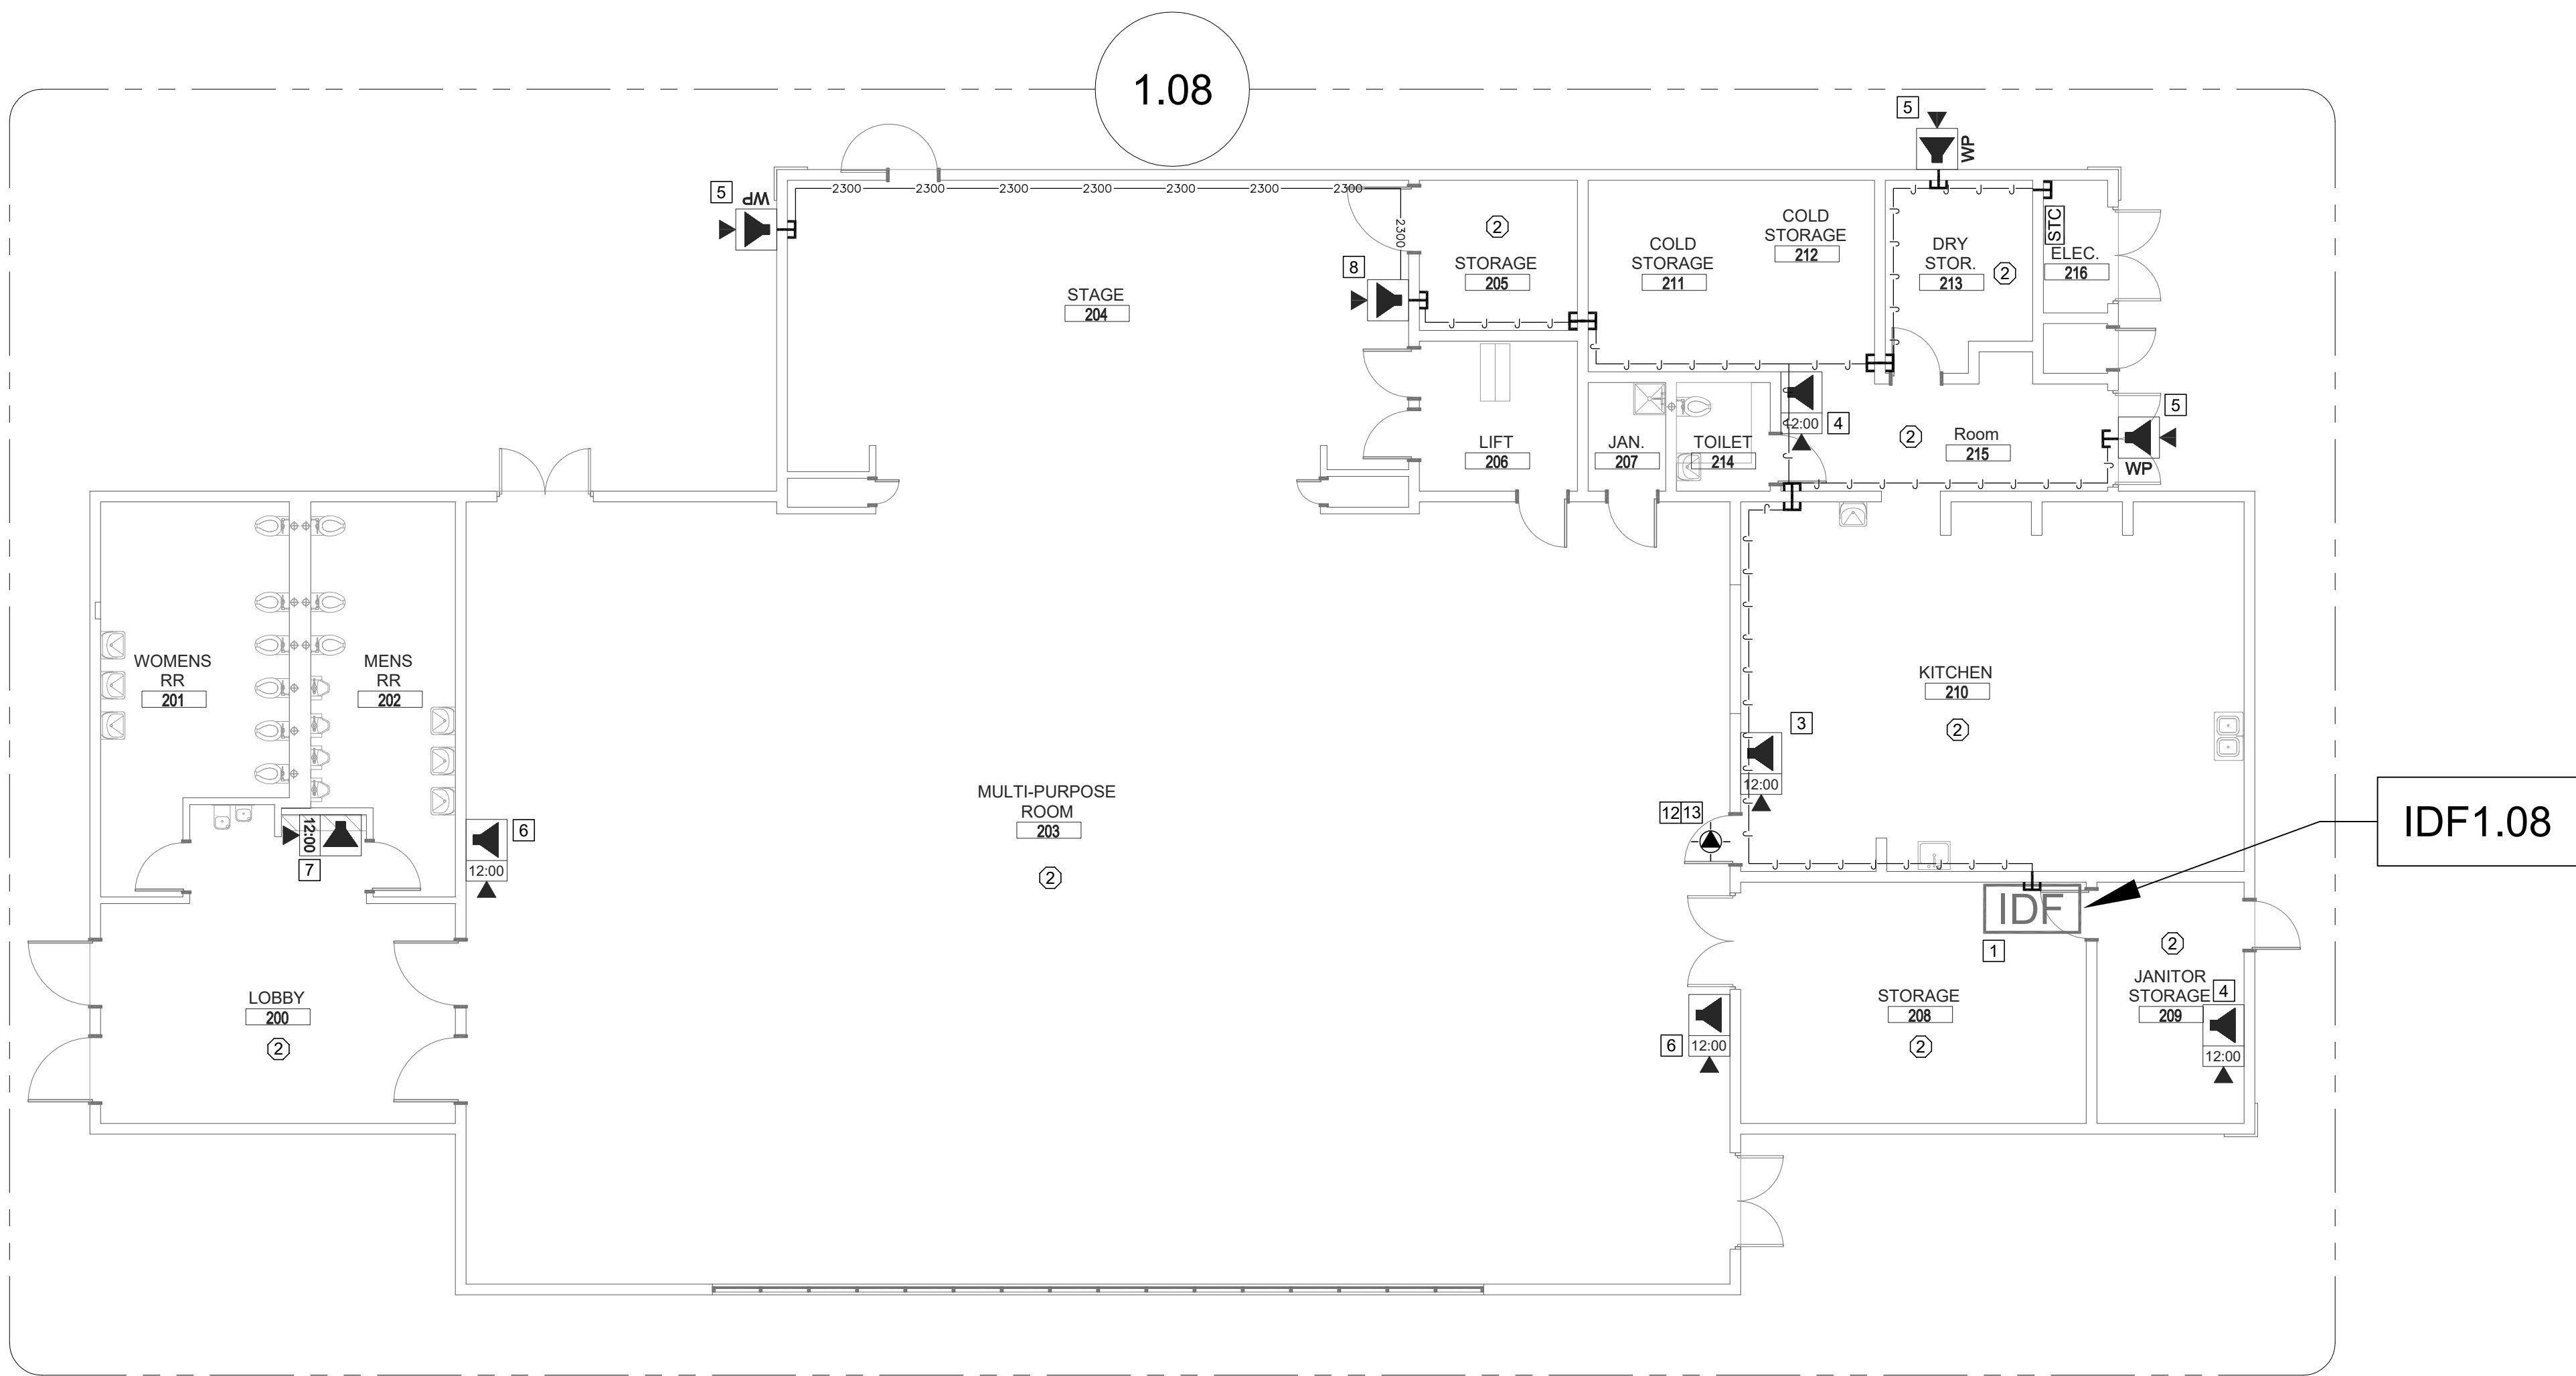 1.08
5
WP
5
WP
2300 2300 2300 2300 2300 2300 2300
2300
2
STORAGE
205
8
COLD
STORAGE
211
COLD
STORAGE
212
DRY
STOR.
213
2
STC
ELEC.
216
STAGE
204
5
WP
12:00
4
LIFT
206
JAN.
207
TOILET
214
2
Room
215
WOMENS
RR
201
MENS
RR
202
KITCHEN
210
2
3
12:00
MULTI-PURPOSE
ROOM
203
2
12 13
6
12:00
12:00
7
IDF1.08
IDF
1
2
JANITOR
STORAGE
209
4
12:00
STORAGE
208
2
LOBBY
200
2
6
12:00
J J J J J J J J J J J J J J J J J J J J J J J J J J J J J J J J J J J J J J J J J J J J J J J